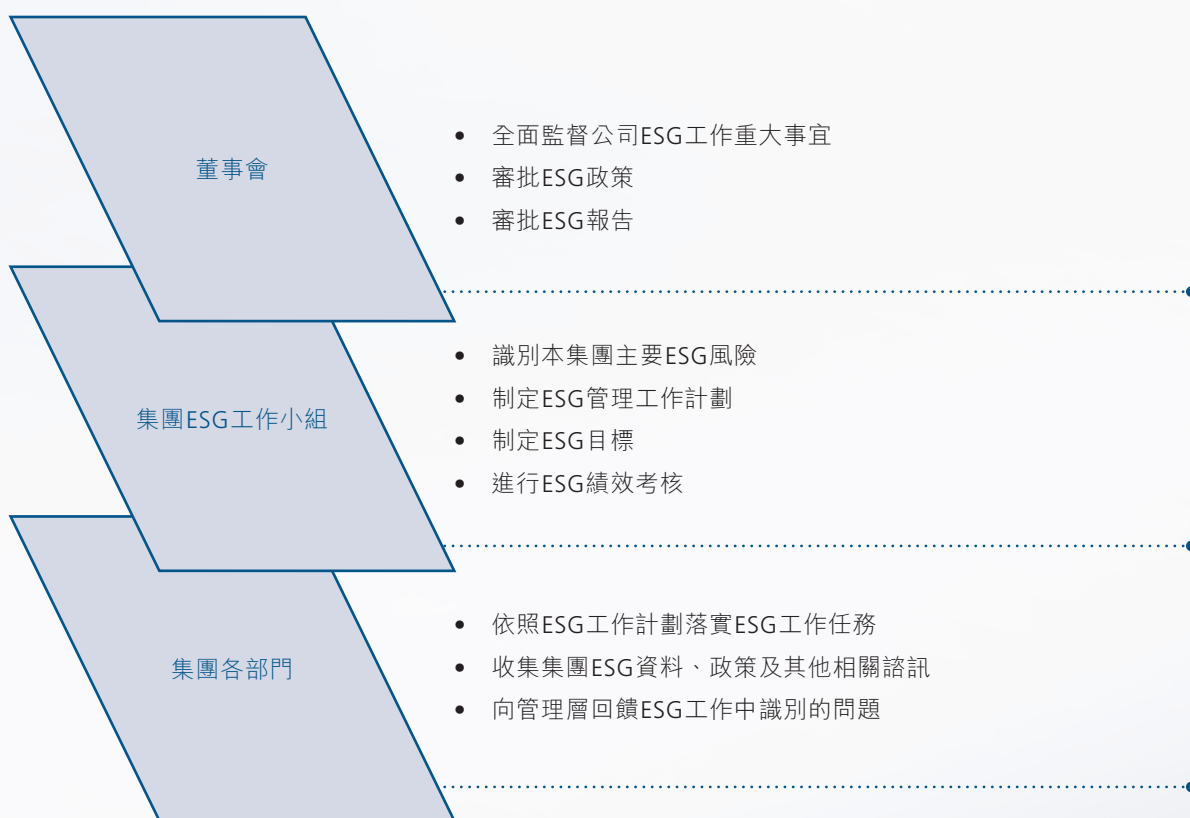 董事會
• 全面監督公司ESG工作重大事宜
• 審批ESG政策
• 審批ESG報告
集團ESG工作小組
• 識別本集團主要ESG風險
• 制定ESG管理工作計劃
• 制定ESG目標
• 進行ESG績效考核
集團各部門
• 依照ESG工作計劃落實ESG工作任務
• 收集集團ESG資料、政策及其他相關諮訊
• 向管理層回饋ESG工作中識別的問題